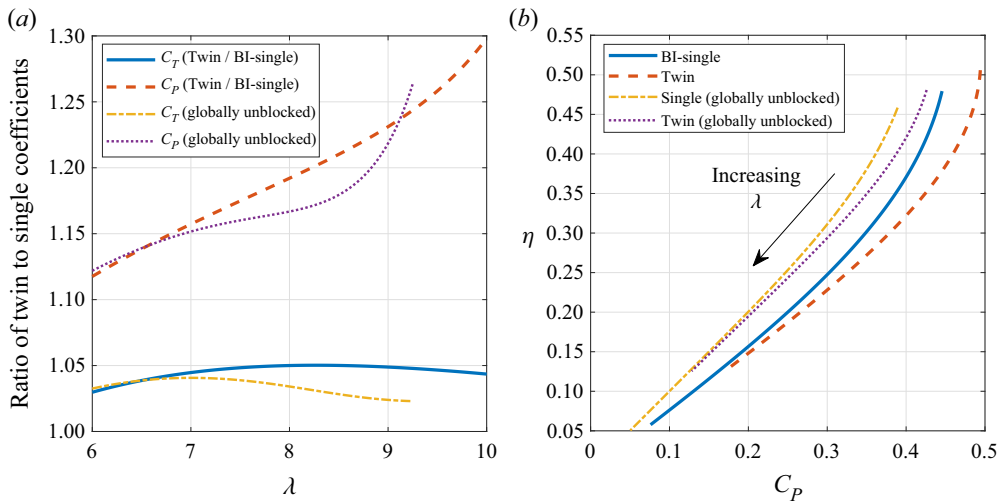 (a)
1.30
1.25
1.20
1.15
1.10
1.05
1.00
Ratio of twin to single coefficients
C_T (Twin / BI-single)
C_P (Twin / BI-single)
C_T (globally unblocked)
C_P (globally unblocked)
6 7 8 9 10
λ
(b)
0.55
0.50
0.45
0.40
0.35
0.30
0.25
0.20
0.15
0.10
0.05
η
BI-single
Twin
Single (globally unblocked)
Twin (globally unblocked)
Increasing
λ
0 0.1 0.2 0.3 0.4 0.5
C_P